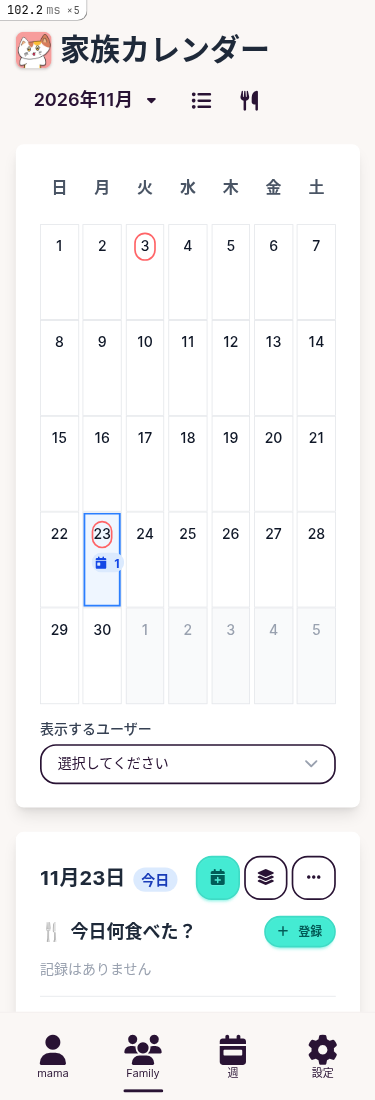 102.2 ms ×5
家族カレンダー
2026年11月
日 月 火 水 木 金 土
1 2 3 4 5 6 7
8 9 10 11 12 13 14
15 16 17 18 19 20 21
22 23 24 25 26 27 28
1
29 30 1 2 3 4 5
表示するユーザー
選択してください
11月23日 今日
今日何食べた？ 登録
記録はありません
mama Family 週 設定